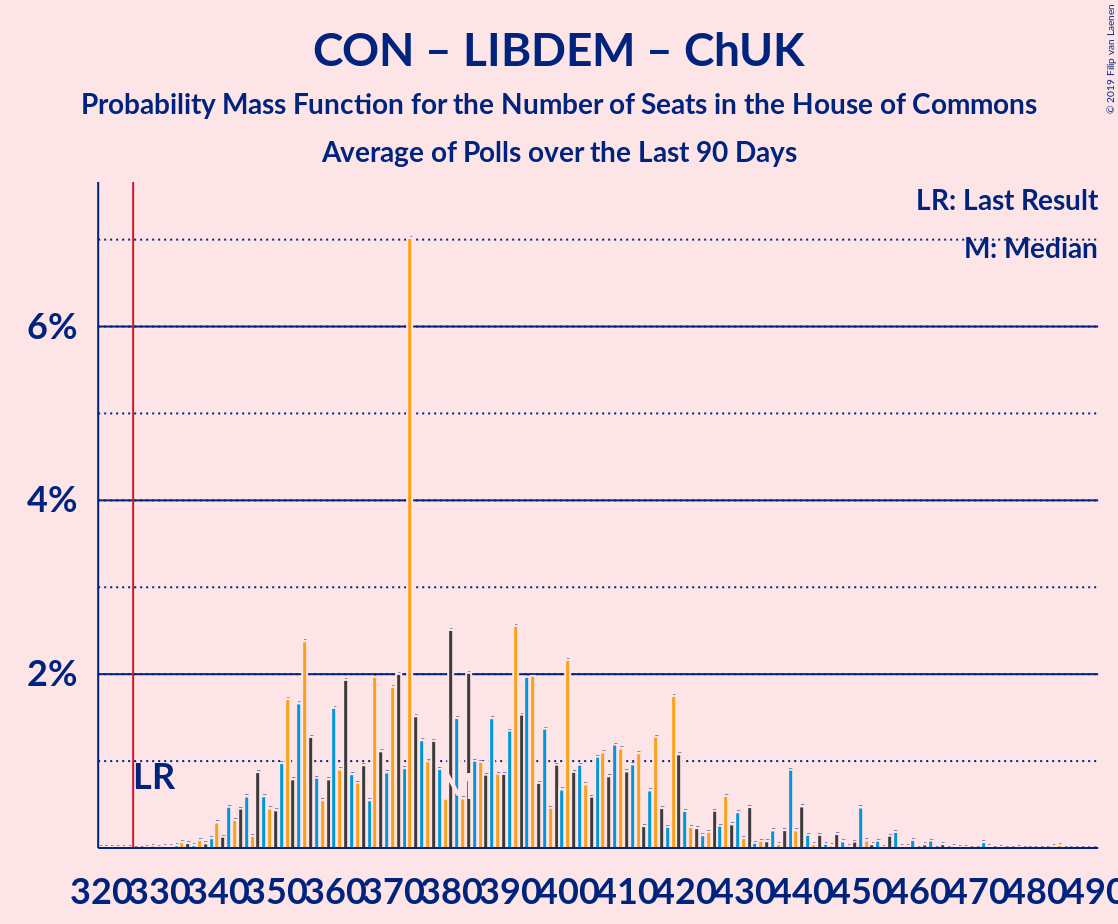 CON – LIBDEM – ChUK
Probability Mass Function for the Number of Seats in the House of Commons
Average of Polls over the Last 90 Days
© 2019 Filip van Laenen
LR: Last Result
M: Median
6%
4%
2%
LR
M
320 330 340 350 360 370 380 390 400 410 420 430 440 450 460 470 480 490